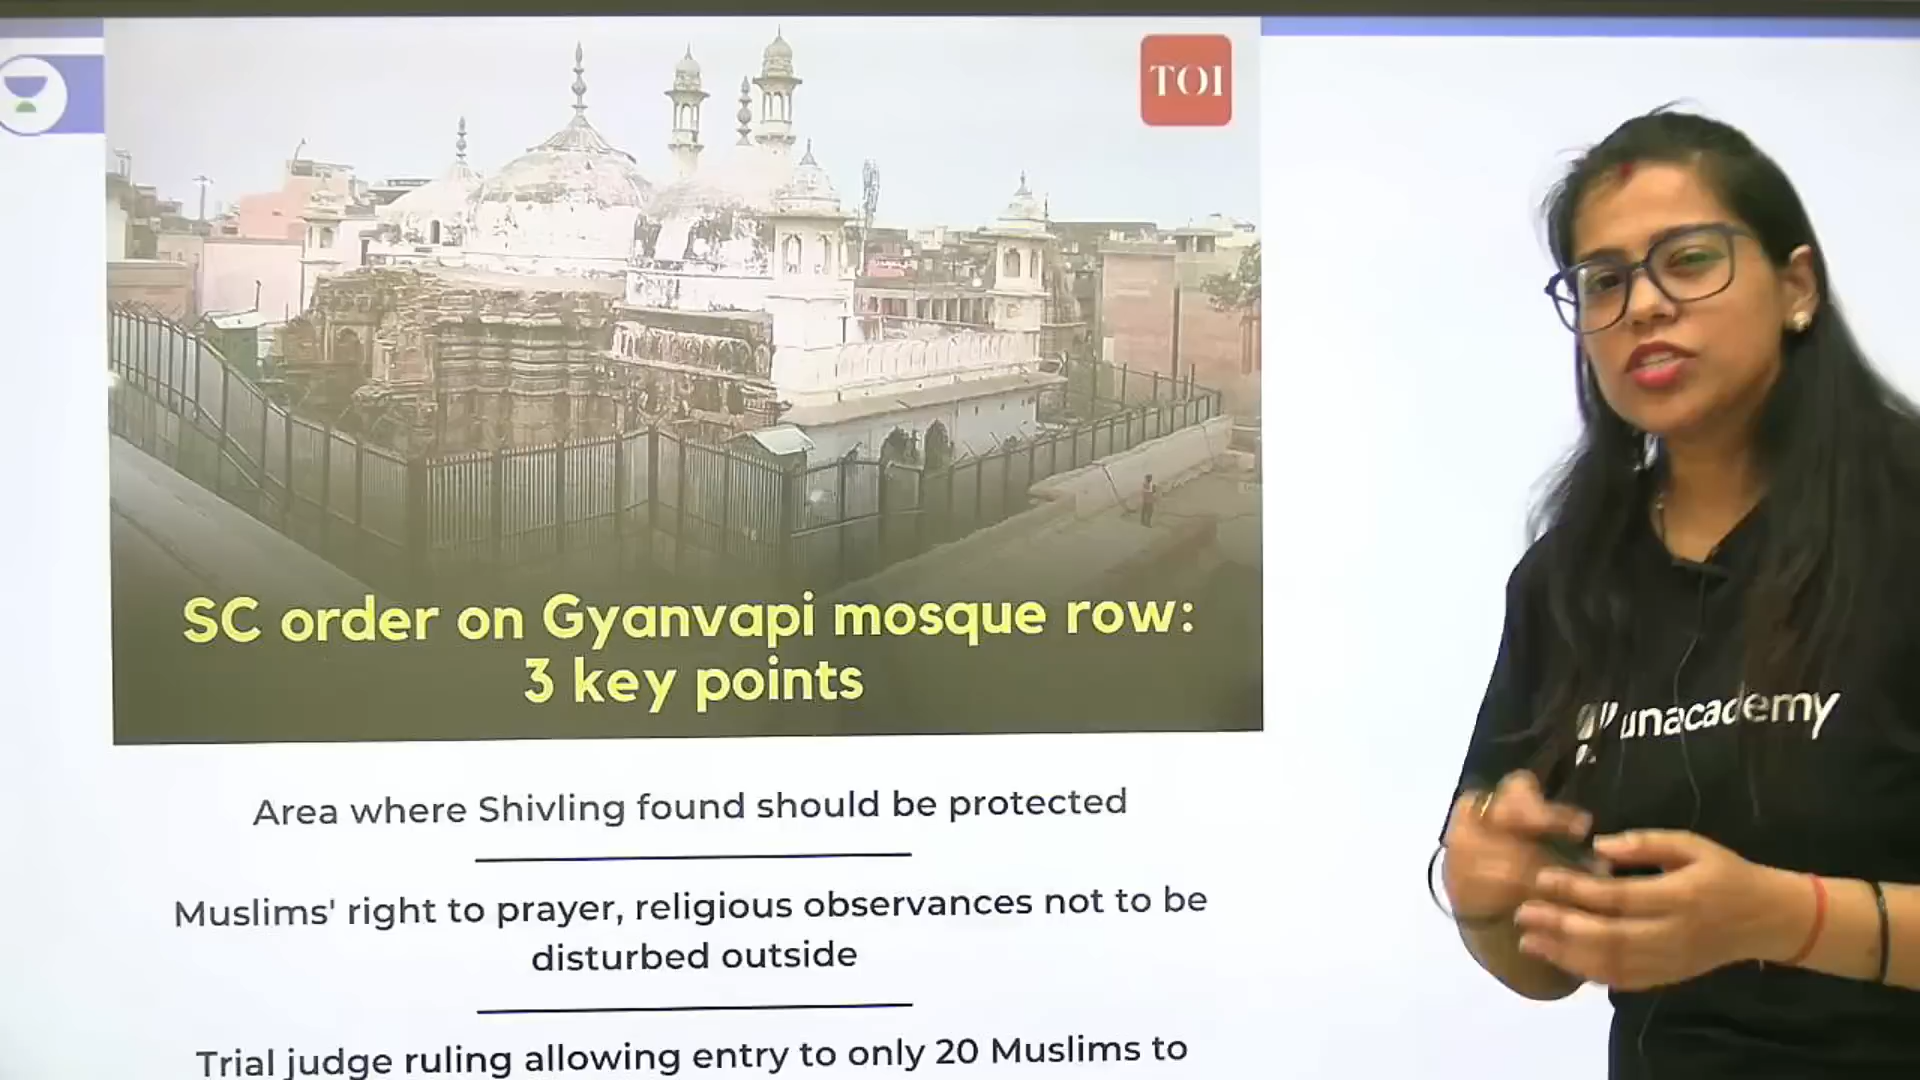 TOI
SC order on Gyanvapi mosque row:
3 key points
Area where Shivling found should be protected
Muslims' right to prayer, religious observances not to be
disturbed outside
Trial judge ruling allowing entry to only 20 Muslims to
unacademy